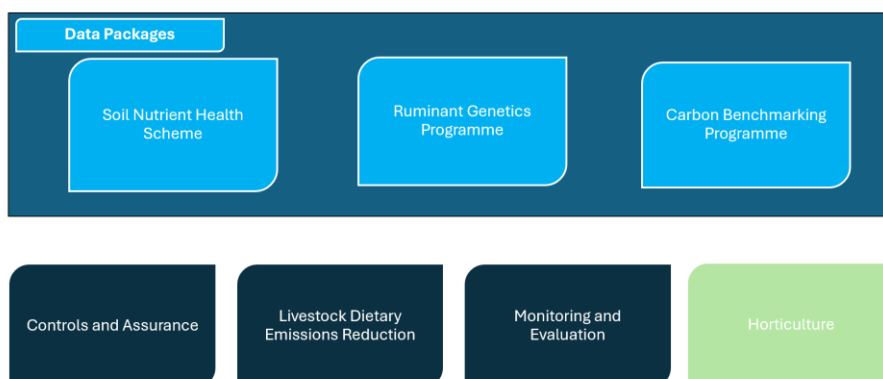 Data Packages
Soil Nutrient Health
Scheme
Ruminant Genetics
Programme
Carbon Benchmarking
Programme
Controls and Assurance
Livestock Dietary
Emissions Reduction
Monitoring and
Evaluation
Horticulture